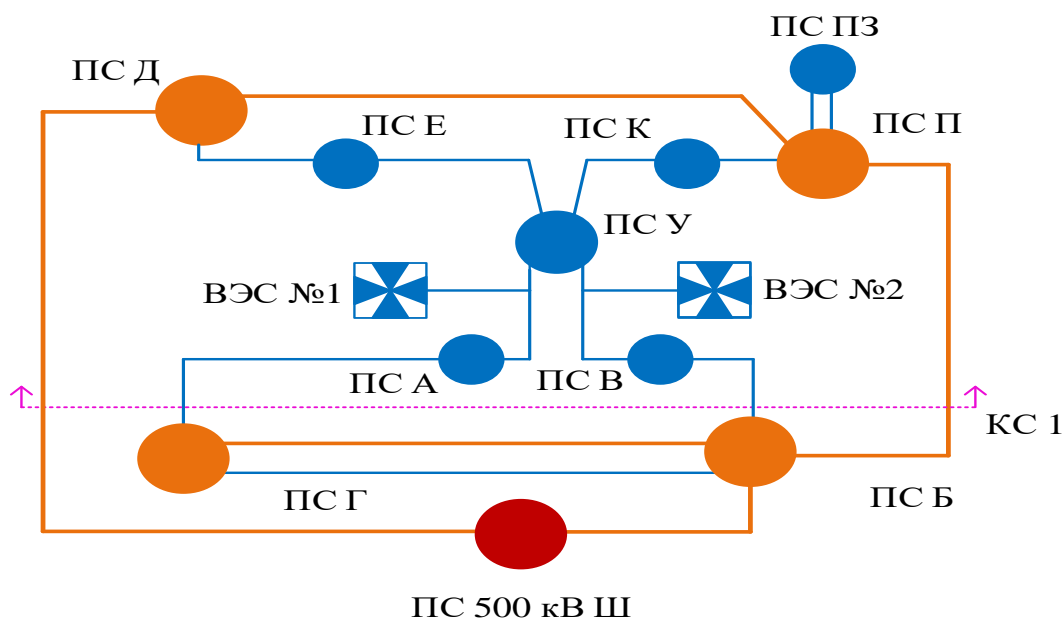 ПС ПЗ
ПС Д
ПС Е
ПС К
ПС П
ПС У
ВЭС №1
ВЭС №2
ПС А
ПС В
КС 1
ПС Г
ПС Б
ПС 500 кВ Ш